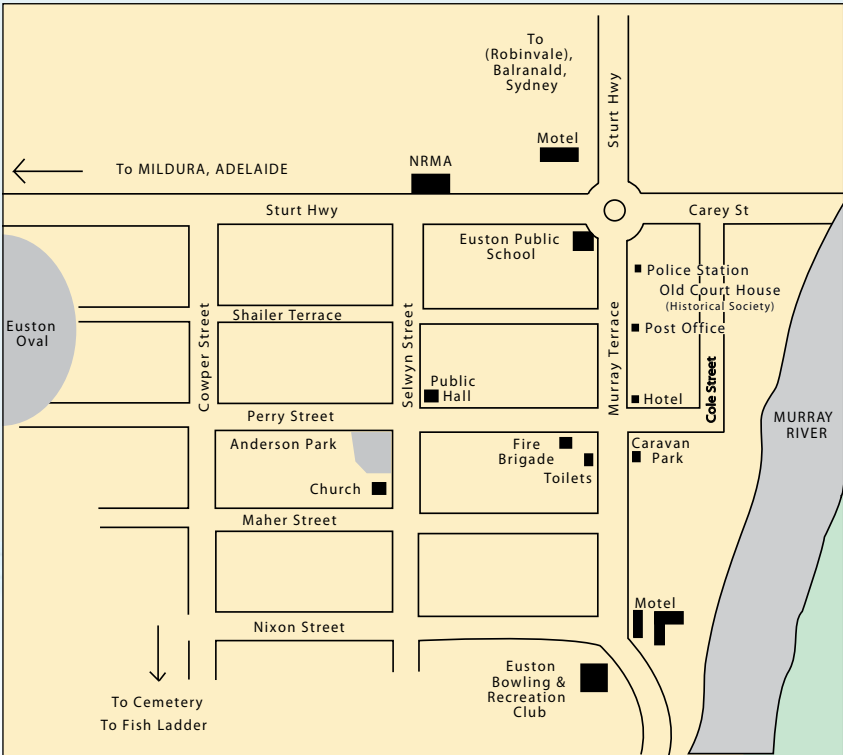 To
(Robinvale),
Balranald,
Sydney
Sturt Hwy
Motel
NRMA
To MILDURA, ADELAIDE
Sturt Hwy
Carey St
Euston Public
School
Police Station
Old Court House
(Historical Society)
Post Office
Shailer Terrace
Euston
Oval
Cowper Street
Selwyn Street
Murray Terrace
Cole Street
Public
Hall
Hotel
Perry Street
MURRAY
RIVER
Anderson Park
Fire
Brigade
Toilets
Caravan
Park
Church
Maher Street
Motel
Nixon Street
Euston
Bowling &
Recreation
Club
To Cemetery
To Fish Ladder